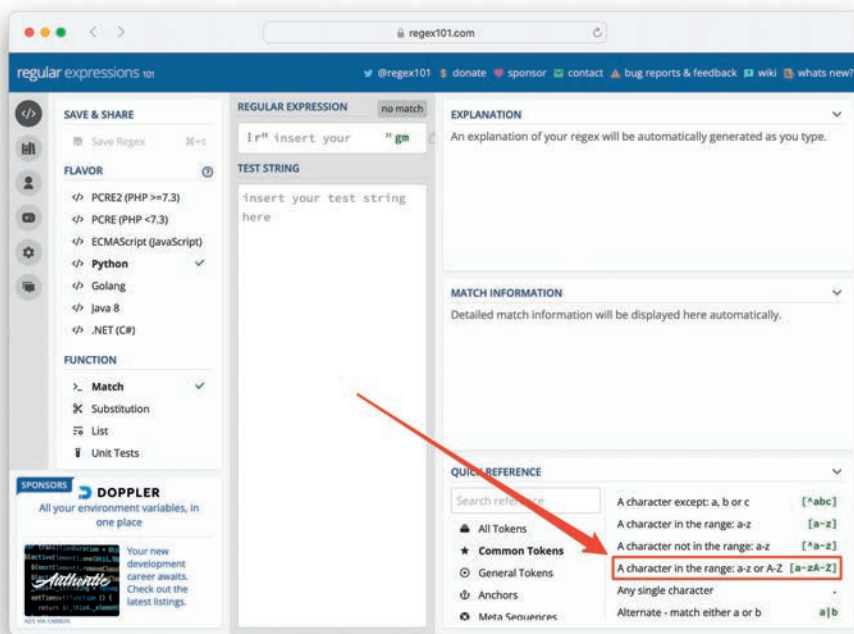 regex101.com
regular expressions 101
@regex101 $ donate sponsor contact bug reports & feedback wiki whats new?
SAVE & SHARE
Save Regex ⌘+s
FLAVOR
</> PCRE2 (PHP >=7.3)
</> PCRE (PHP <7.3)
</> ECMAScript (JavaScript)
</> Python
</> Golang
</> Java 8
</> .NET (C#)
FUNCTION
>_ Match
Substitution
List
Unit Tests
SPONSORS
DOPPLER
All your environment variables, in
one place
Authentic
Your new
development
career awaits.
Check out the
latest listings.
ADS VIA CARBON
REGULAR EXPRESSION no match
r" insert your " gm
TEST STRING
insert your test string
here
EXPLANATION
An explanation of your regex will be automatically generated as you type.
MATCH INFORMATION
Detailed match information will be displayed here automatically.
QUICK REFERENCE
Search reference
All Tokens
Common Tokens
General Tokens
Anchors
Meta Sequences
A character except: a, b or c [^abc]
A character in the range: a-z [a-z]
A character not in the range: a-z [^a-z]
A character in the range: a-z or A-Z [a-zA-Z]
Any single character .
Alternate - match either a or b a|b